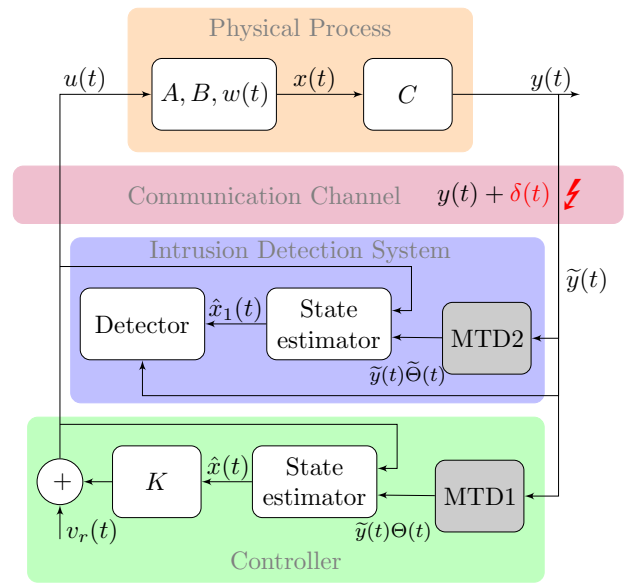 Physical Process
u(t)
A, B, w(t)
x(t)
C
y(t)
Communication Channel
y(t) + δ(t)
Intrusion Detection System
ỹ(t)
Detector
x̂₁(t)
State
estimator
MTD2
ỹ(t)Θ̃(t)
+
K
x̂(t)
State
estimator
MTD1
v_r(t)
ỹ(t)Θ(t)
Controller